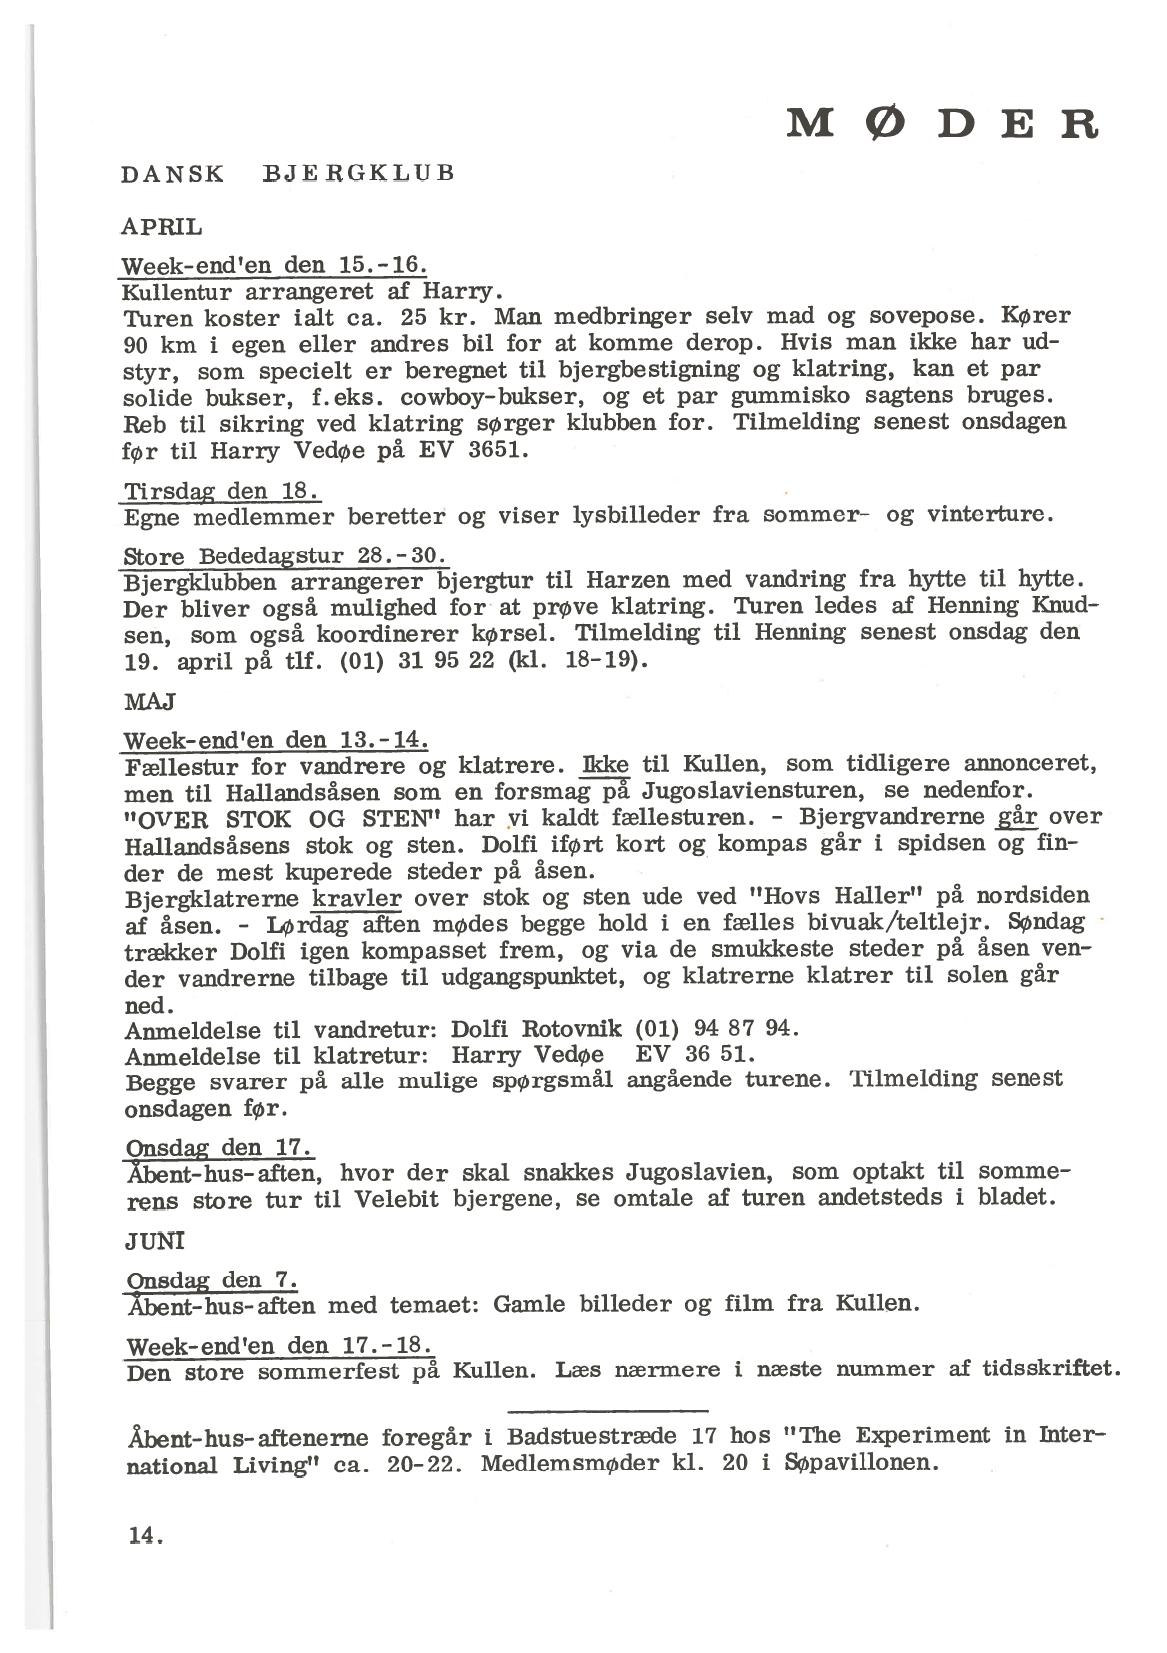 MØDER
DANSK BJERGKLUB
APRIL
Week-end'en den 15.-16.
Kullentur arrangeret af Harry.
Turen koster ialt ca. 25 kr. Man medbringer selv mad og sovepose. Kører
90 km i egen eller andres bil for at komme derop. Hvis man ikke har ud-
styr, som specielt er beregnet til bjergbestigning og klatring, kan et par
solide bukser, f.eks. cowboy-bukser, og et par gummisko sagtens bruges.
Reb til sikring ved klatring sørger klubben for. Tilmelding senest onsdagen
før til Harry Vedøe på EV 3651.
Tirsdag den 18.
Egne medlemmer beretter og viser lysbilleder fra sommer- og vinterture.
Store Bededagstur 28.-30.
Bjergklubben arrangerer bjergtur til Harzen med vandring fra hytte til hytte.
Der bliver også mulighed for at prøve klatring. Turen ledes af Henning Knud-
sen, som også koordinerer kørsel. Tilmelding til Henning senest onsdag den
19. april på tlf. (01) 31 95 22 (kl. 18-19).
MAJ
Week-end'en den 13.-14.
Fællestur for vandrere og klatrere. Ikke til Kullen, som tidligere annonceret,
men til Hallandsåsen som en forsmag på Jugoslaviensturen, se nedenfor.
"OVER STOK OG STEN" har vi kaldt fællesturen. - Bjergvandrerne går over
Hallandsåsens stok og sten. Dolfi iført kort og kompas går i spidsen og fin-
der de mest kuperede steder på åsen.
Bjergklatrerne kravler over stok og sten ude ved "Hovs Haller" på nordsiden
af åsen. - Lørdag aften mødes begge hold i en fælles bivuak/teltlejr. Søndag
trækker Dolfi igen kompasset frem, og via de smukkeste steder på åsen ven-
der vandrerne tilbage til udgangspunktet, og klatrerne klatrer til solen går
ned.
Anmeldelse til vandretur: Dolfi Rotovnik (01) 94 87 94.
Anmeldelse til klatretur: Harry Vedøe EV 36 51.
Begge svarer på alle mulige spørgsmål angående turene. Tilmelding senest
onsdagen før.
Onsdag den 17.
Åbent-hus-aften, hvor der skal snakkes Jugoslavien, som optakt til somme-
rens store tur til Velebit bjergene, se omtale af turen andetsteds i bladet.
JUNI
Onsdag den 7.
Åbent-hus-aften med temaet: Gamle billeder og film fra Kullen.
Week-end'en den 17.-18.
Den store sommerfest på Kullen. Læs nærmere i næste nummer af tidsskriftet.
Åbent-hus-aftenerne foregår i Badstuestræde 17 hos "The Experiment in Inter-
national Living" ca. 20-22. Medlemsmøder kl. 20 i Søpavillonen.
14.